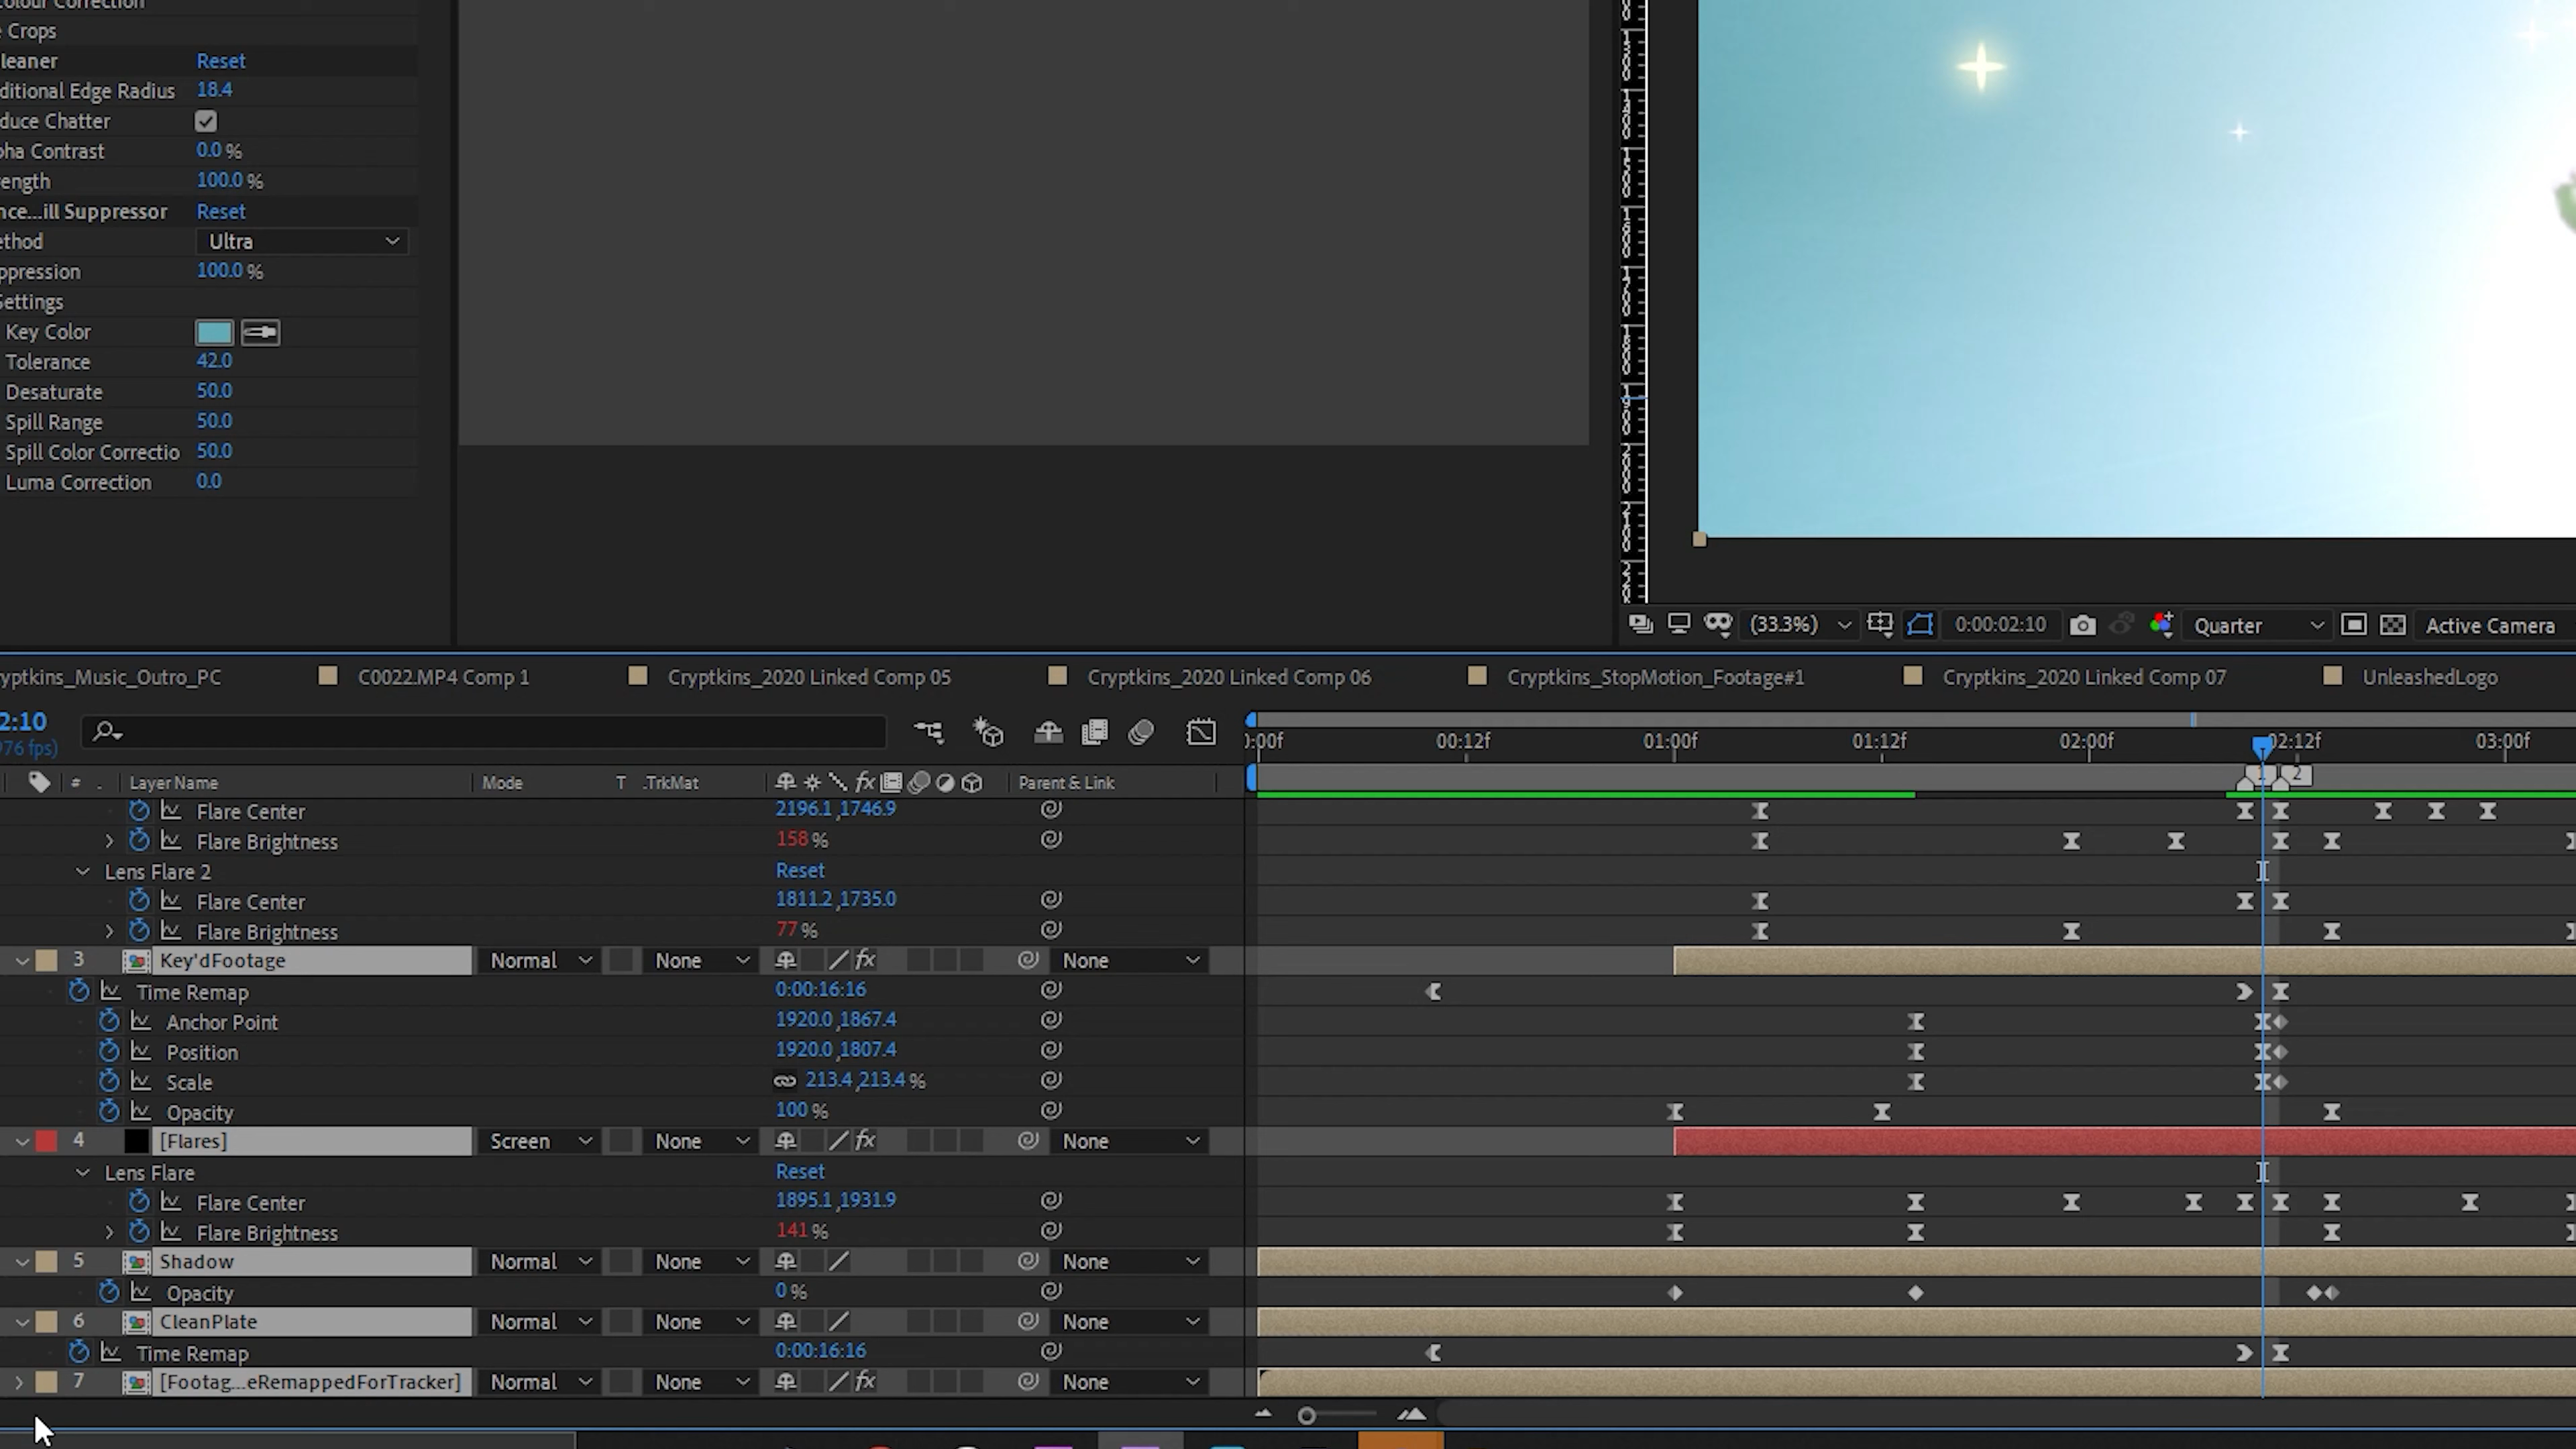 olour Correction
e Crops
leaner Reset
ditional Edge Radius 18.4
duce Chatter
pha Contrast 0.0 %
ength 100.0 %
nce...ill Suppressor Reset
ethod Ultra
ppression 100.0 %
Settings
Key Color
Tolerance 42.0
Desaturate 50.0
Spill Range 50.0
Spill Color Correctio 50.0
Luma Correction 0.0
(33.3%) 0:00:02:10 Quarter Active Camera
yptkins_Music_Outro_PC C0022.MP4 Comp 1 Cryptkins_2020 Linked Comp 05 Cryptkins_2020 Linked Comp 06 Cryptkins_StopMotion_Footage#1 Cryptkins_2020 Linked Comp 07 UnleashedLogo
2:10
976 fps)
):00f 00:12f 01:00f 01:12f 02:00f 02:12f 03:00f
# . Layer Name Mode T .TrkMat fx Parent & Link 2
Flare Center 2196.1,1746.9
Flare Brightness 158 %
Lens Flare 2 Reset
Flare Center 1811.2,1735.0
Flare Brightness 77 %
3 Key'dFootage Normal None fx None
Time Remap 0:00:16:16
Anchor Point 1920.0,1867.4
Position 1920.0,1807.4
Scale 213.4,213.4 %
Opacity 100 %
4 [Flares] Screen None fx None
Lens Flare Reset
Flare Center 1895.1,1931.9
Flare Brightness 141 %
5 Shadow Normal None None
Opacity 0 %
6 CleanPlate Normal None None
Time Remap 0:00:16:16
7 [Footag...eRemappedForTracker] Normal None fx None